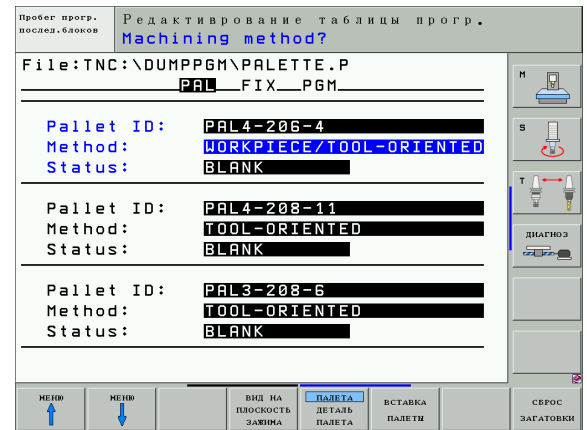 Пробег прогр.
послед.блоков
Редактиврование таблицы прогр.
Machining method?
File:TNC:\DUMPPGM\PALETTE.P
PAL FIX PGM
Pallet ID: PAL4-206-4
Method: WORKPIECE/TOOL-ORIENTED
Status: BLANK
Pallet ID: PAL4-208-11
Method: TOOL-ORIENTED
Status: BLANK
Pallet ID: PAL3-208-6
Method: TOOL-ORIENTED
Status: BLANK
M
S
T
ДИАГНОЗ
МЕНЮ
МЕНЮ
ВИД НА
ПЛОСКОСТЬ
ЗАЖИМА
ПАЛЕТА
ДЕТАЛЬ
ПАЛЕТА
ВСТАВКА
ПАЛЕТЫ
СБРОС
ЗАГАТОВКИ